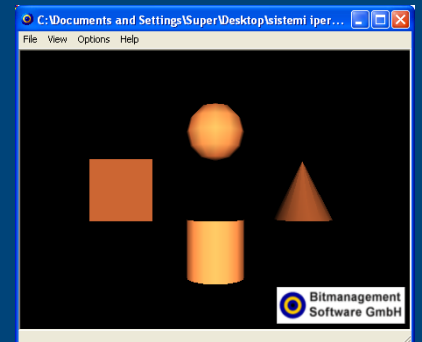 C:\Documents and Settings\Super\Desktop\sistemi iper...
File View Options Help
Bitmanagement
Software GmbH